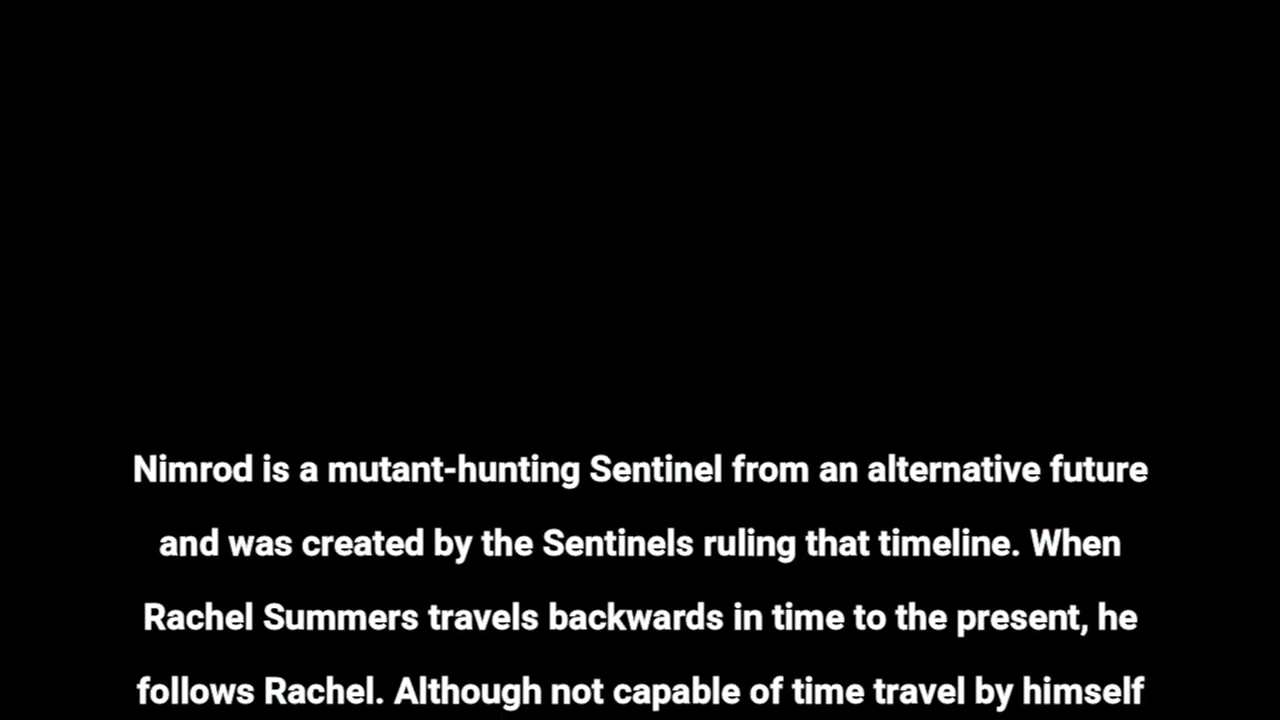 Nimrod is a mutant-hunting Sentinel from an alternative future
and was created by the Sentinels ruling that timeline. When
Rachel Summers travels backwards in time to the present, he
follows Rachel. Although not capable of time travel by himself